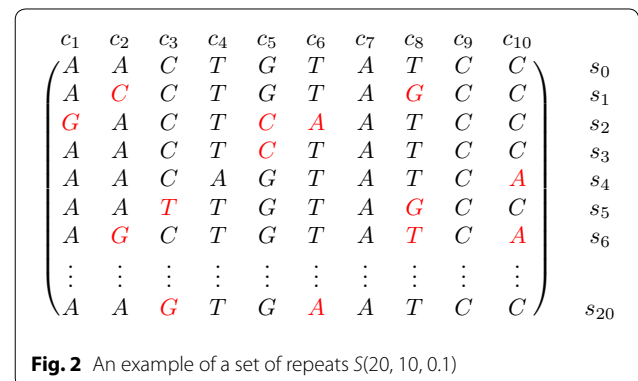 c1 c2 c3 c4 c5 c6 c7 c8 c9 c10
A A C T G T A T C C s0
A C C T G T A G C C s1
G A C T C A A T C C s2
A A C T C T A T C C s3
A A C A G T A T C A s4
A A T T G T A G C C s5
A G C T G T A T C A s6
⋮ ⋮ ⋮ ⋮ ⋮ ⋮ ⋮ ⋮ ⋮ ⋮
A A G T G A A T C C s20
Fig. 2 An example of a set of repeats S(20, 10, 0.1)